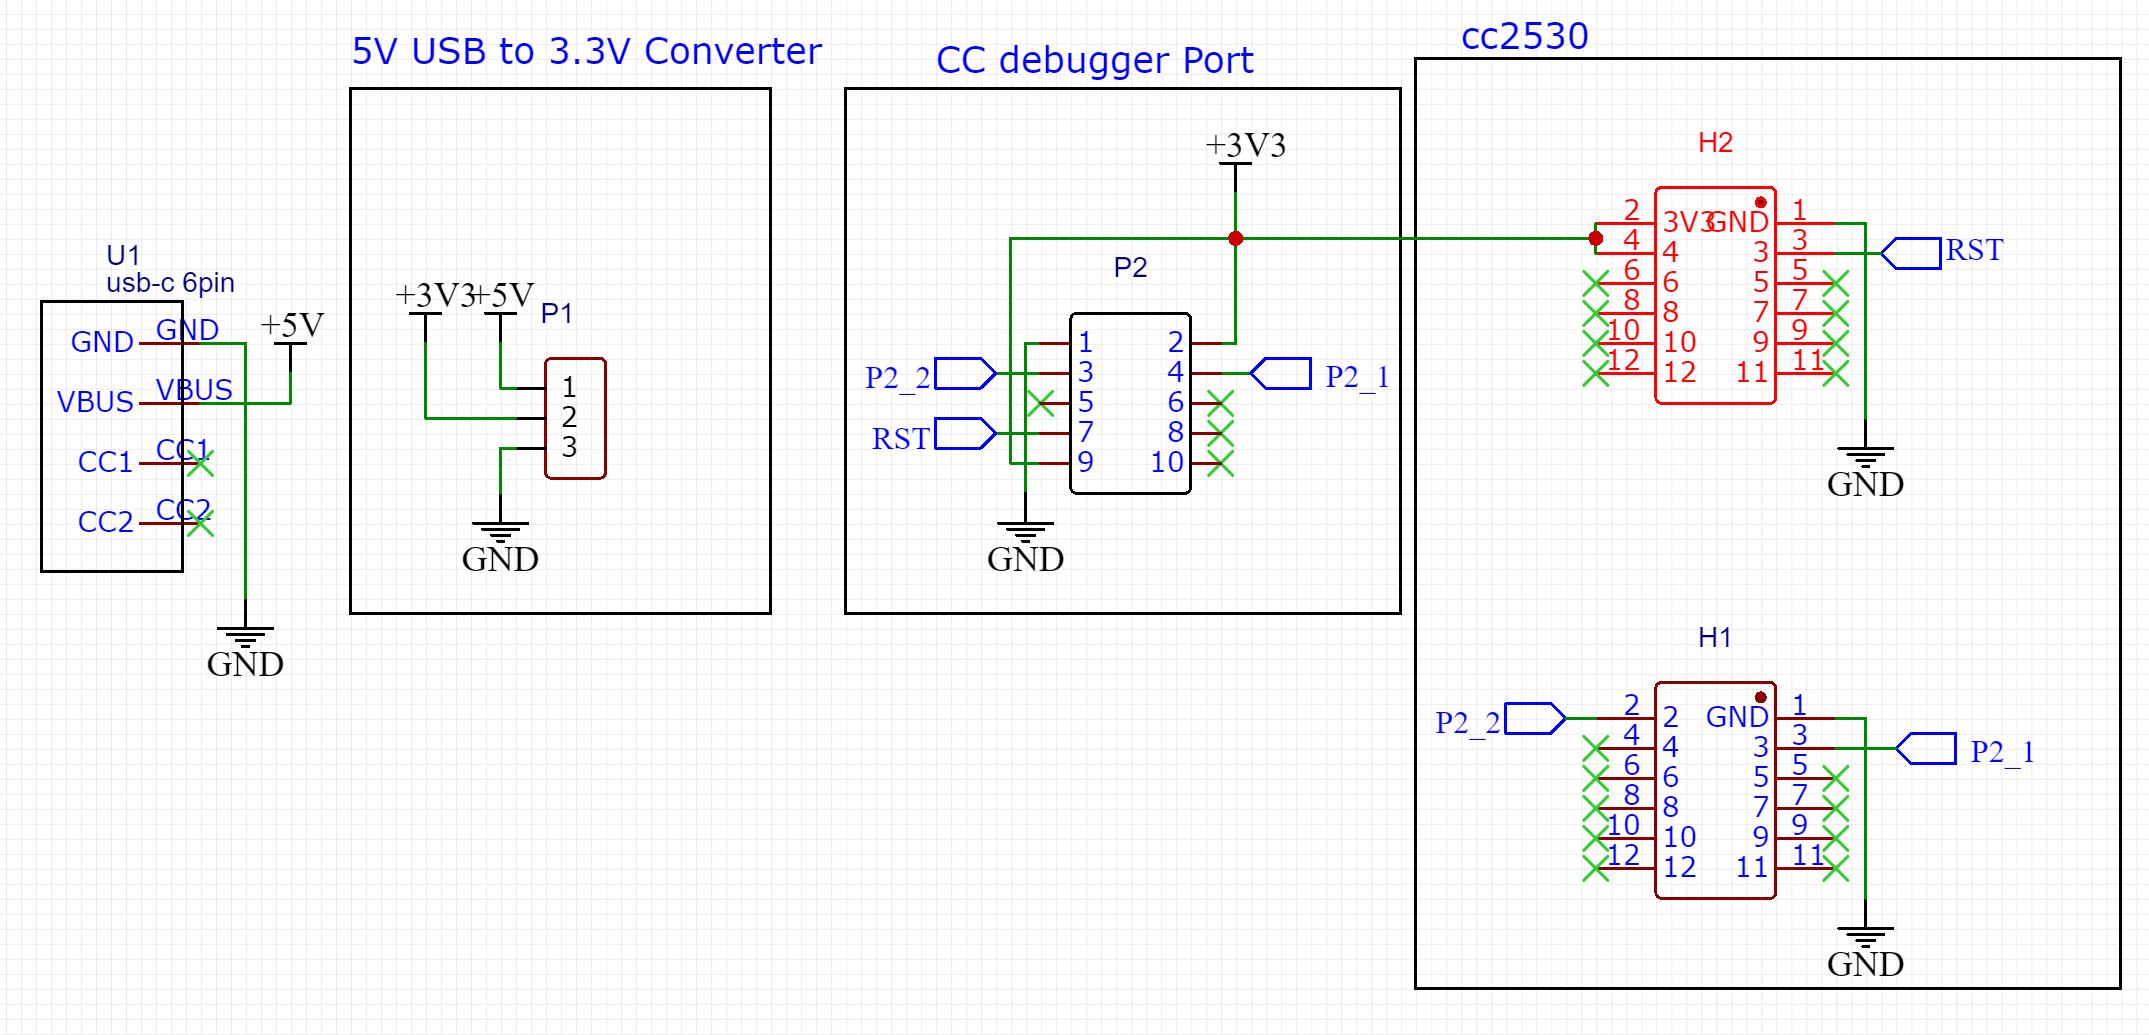 5V USB to 3.3V Converter
CC debugger Port
cc2530
U1
usb-c 6pin
GND GND
VBUS VBUS
CC1 CC1
CC2 CC2
+5V
GND
+3V3 +5V
P1
1
2
3
GND
+3V3
P2
1 2
P2_2 3 4 P2_1
5 6
RST 7 8
9 10
GND
H2
2 3V3 GND 1
4 4 3 3 RST
6 6 5 5
8 8 7 7
10 10 9 9
12 12 11 11
GND
H1
P2_2 2 2 GND 1
4 4 3 3 P2_1
6 6 5 5
8 8 7 7
10 10 9 9
12 12 11 11
GND